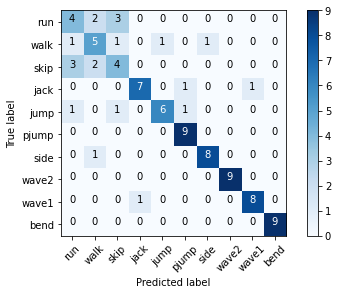 run 4 2 3 0 0 0 0 0 0 0
walk 1 5 1 0 1 0 1 0 0 0
skip 3 2 4 0 0 0 0 0 0 0
jack 0 0 0 7 0 1 0 0 1 0
jump 1 0 1 0 6 1 0 0 0 0
pjump 0 0 0 0 0 9 0 0 0 0
side 0 1 0 0 0 0 8 0 0 0
wave2 0 0 0 0 0 0 0 9 0 0
wave1 0 0 0 1 0 0 0 0 8 0
bend 0 0 0 0 0 0 0 0 0 9
run walk skip jack jump pjump side wave2 wave1 bend
True label
Predicted label
9
8
7
6
5
4
3
2
1
0